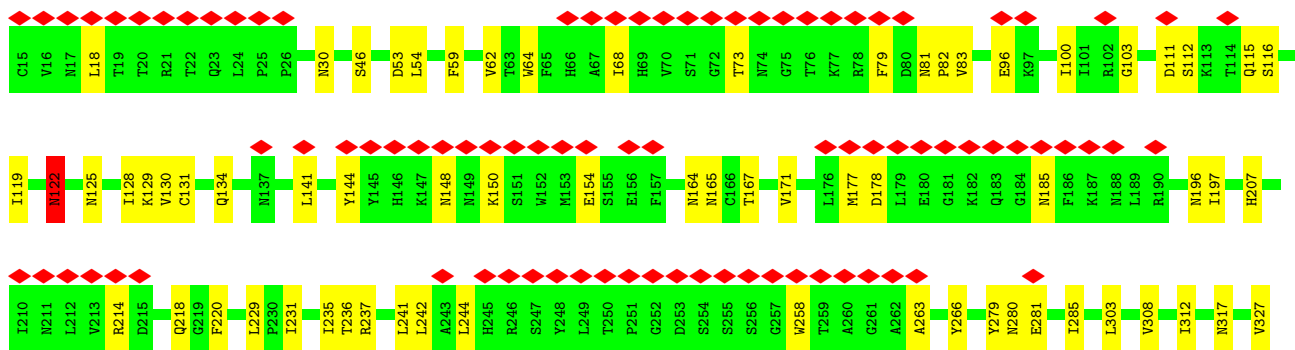 C15 V16 N17 L18 T19 T20 R21 T22 Q23 L24 P25 P26 N30 S46 D53 L54 F59 V62 T63 W64 F65 H66 A67 I68 H69 V70 S71 G72 T73 N74 G75 T76 K77 R78 F79 D80 N81 P82 V83 E96 K97 I100 I101 R102 G103 D111 S112 K113 T114 Q115 S116
I119 N122 N125 I128 K129 V130 C131 Q134 N137 L141 Y144 Y145 H146 K147 N148 N149 K150 S151 W152 M153 E154 S155 E156 F157 N164 N165 C166 T167 V171 L176 M177 D178 L179 E180 G181 K182 Q183 G184 N185 F186 K187 N188 L189 R190 N196 I197 H207
I210 N211 L212 V213 R214 D215 Q218 G219 F220 L229 P230 I231 I235 T236 R237 L241 L242 A243 L244 H245 R246 S247 Y248 L249 T250 P251 G252 D253 S254 S255 S256 G257 W258 T259 A260 G261 A262 A263 Y266 Y279 N280 E281 I285 L303 V308 I312 N317 V327